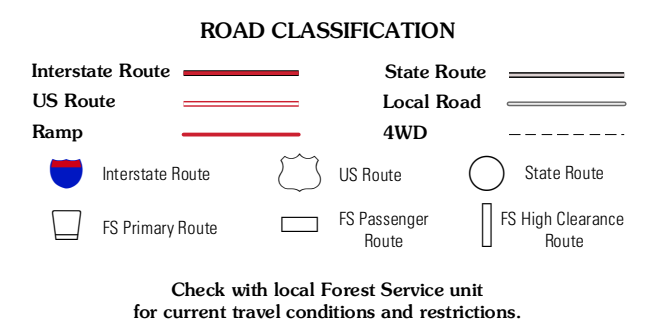 ROAD CLASSIFICATION
Interstate Route
State Route
US Route
Local Road
Ramp
4WD
Interstate Route
US Route
State Route
FS Primary Route
FS Passenger
Route
FS High Clearance
Route
Check with local Forest Service unit
for current travel conditions and restrictions.